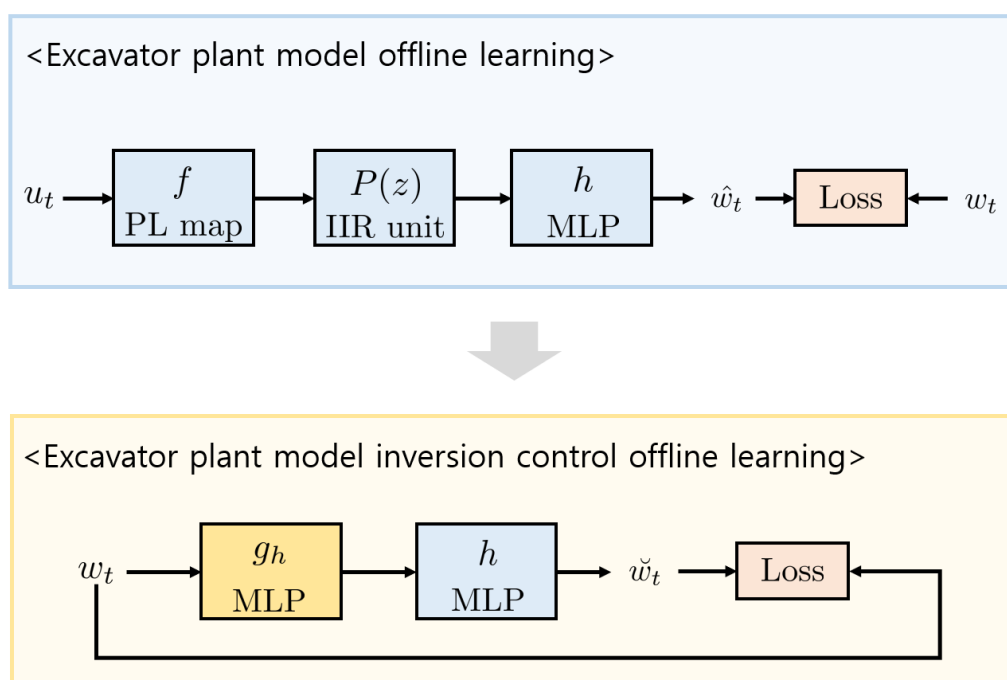 <Excavator plant model offline learning>
u_t f P(z) h ŵ_t Loss w_t
PL map IIR unit MLP
<Excavator plant model inversion control offline learning>
w_t g_h h w̆_t Loss
MLP MLP